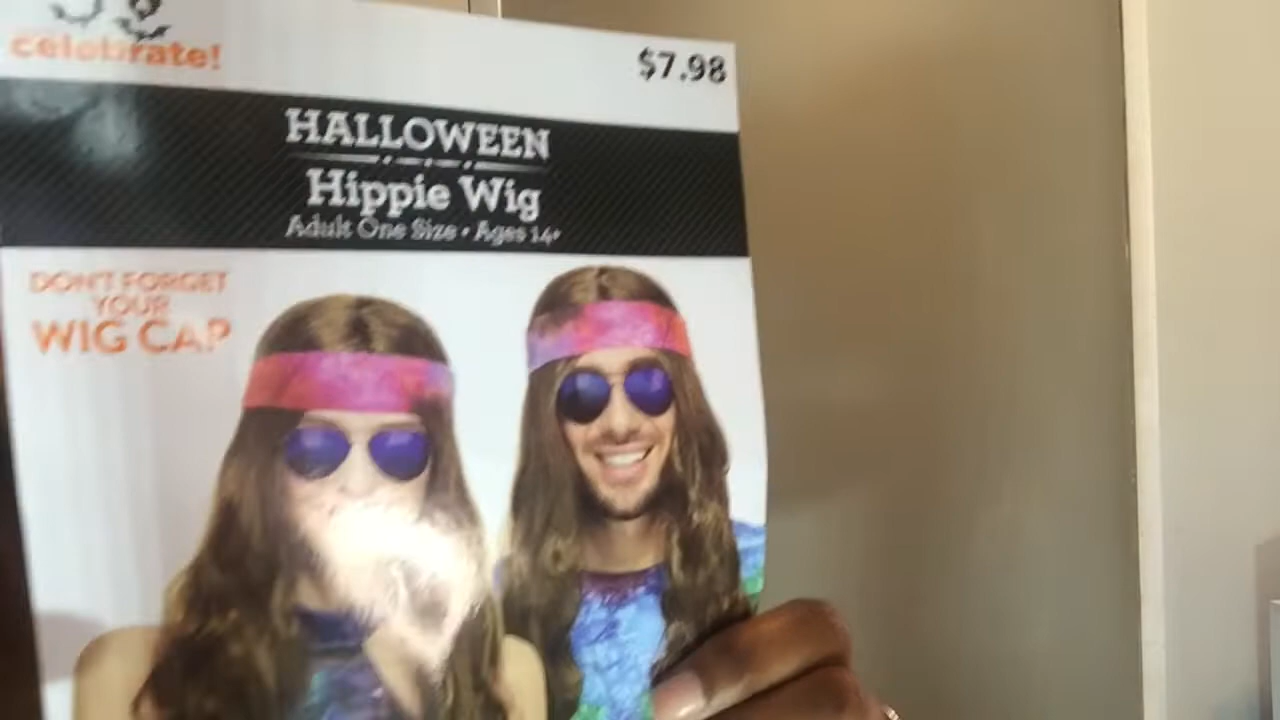 celebrate!
$7.98
HALLOWEEN
Hippie Wig
Adult One Size • Ages 14+
DON'T FORGET
YOUR
WIG CAP